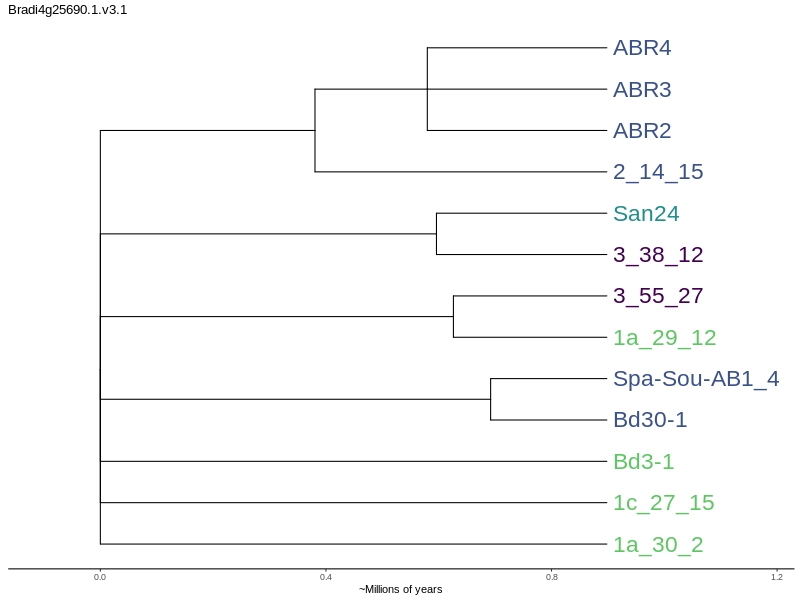 Bradi4g25690.1.v3.1
ABR4
ABR3
ABR2
2_14_15
San24
3_38_12
3_55_27
1a_29_12
Spa-Sou-AB1_4
Bd30-1
Bd3-1
1c_27_15
1a_30_2
0.0 0.4 0.8 1.2
~Millions of years